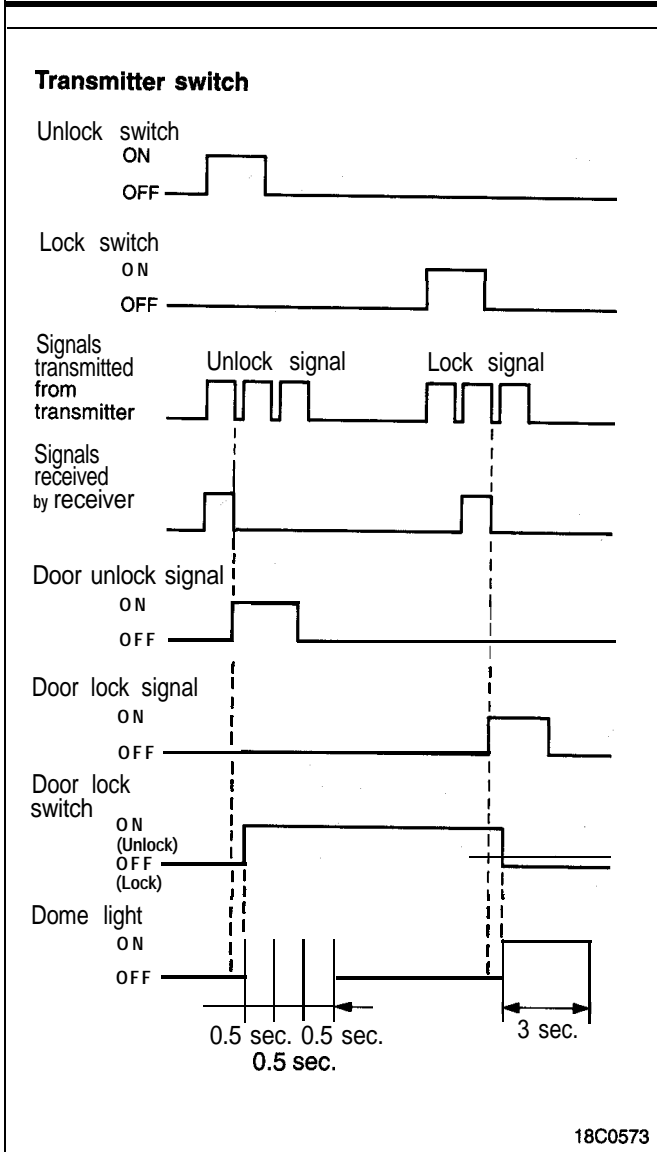 Transmitter switch
Unlock switch
ON
OFF
Lock switch
ON
OFF
Signals
transmitted
from
transmitter
Unlock signal
Lock signal
Signals
received
by receiver
Door unlock signal
ON
OFF
Door lock signal
ON
OFF
Door lock
switch
ON
(Unlock)
OFF
(Lock)
Dome light
ON
OFF
0.5 sec. 0.5 sec.
0.5 sec.
3 sec.
18C0573